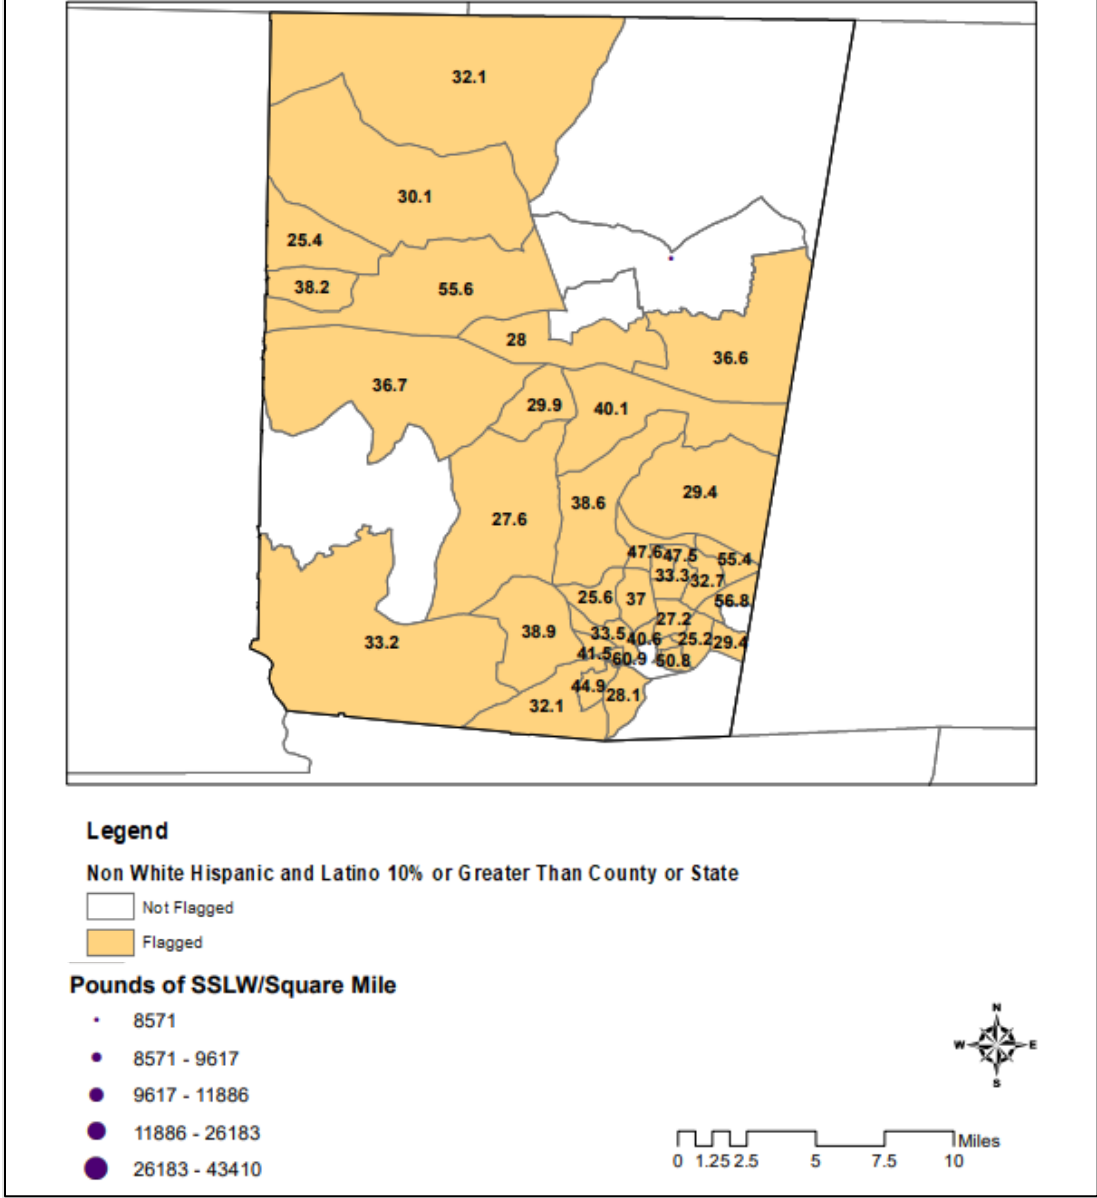 32.1
30.1
25.4
38.2
55.6
28
36.6
36.7
29.9
40.1
29.4
38.6
27.6
47.6
47.5
55.4
33.3
32.7
25.6
37
56.8
27.2
38.9
33.5
40.6
25.2
29.4
33.2
41.5
60.9
50.8
44.9
28.1
32.1
Legend
Non White Hispanic and Latino 10% or Greater Than County or State
Not Flagged
Flagged
Pounds of SSLW/Square Mile
8571
8571 - 9617
9617 - 11886
11886 - 26183
26183 - 43410
N
W E
S
Miles
0 1.25 2.5 5 7.5 10